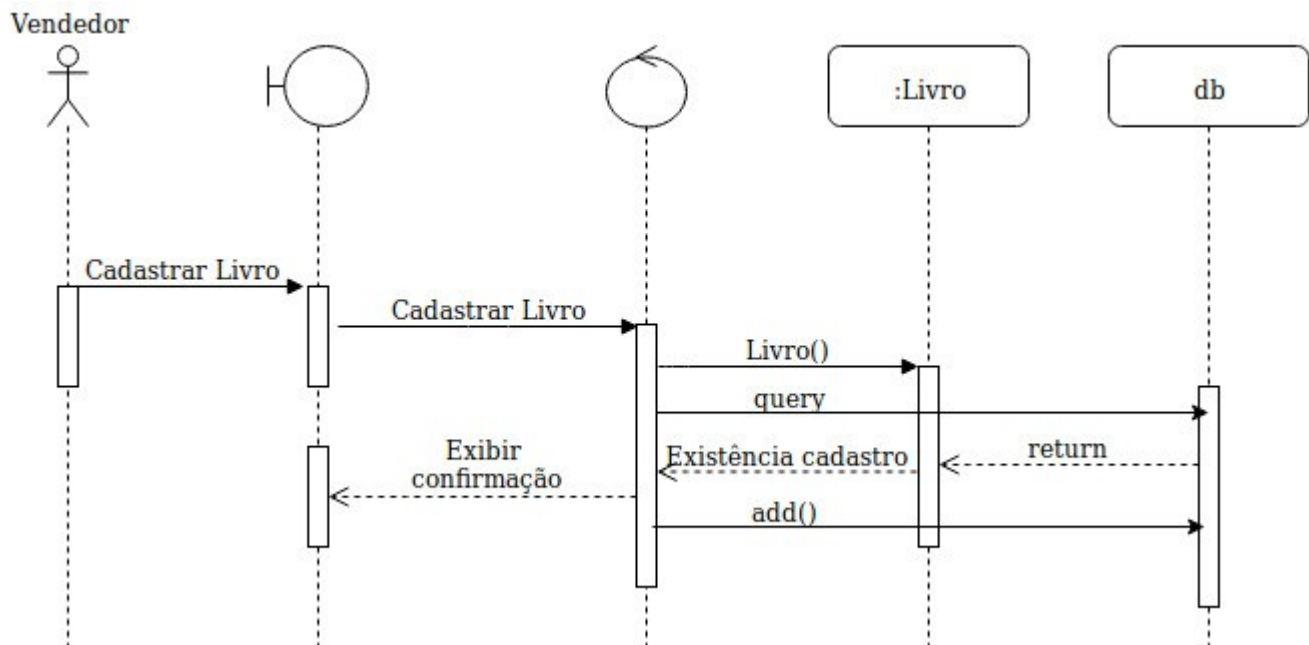 Vendedor
:Livro
db
Cadastrar Livro
Cadastrar Livro
Livro()
query
Existência cadastro
return
Exibir
confirmação
add()